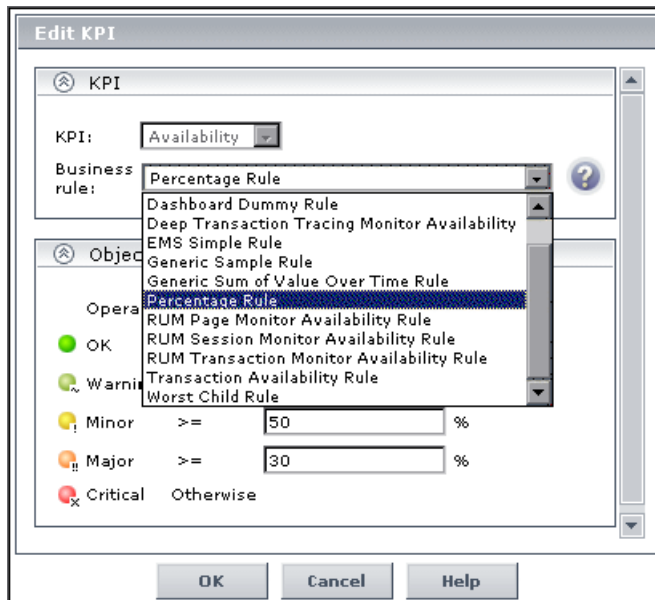 Edit KPI
KPI
KPI: Availability
Business rule: Percentage Rule
Dashboard Dummy Rule
Deep Transaction Tracing Monitor Availability
EMS Simple Rule
Generic Sample Rule
Generic Sum of Value Over Time Rule
Percentage Rule
RUM Page Monitor Availability Rule
RUM Session Monitor Availability Rule
RUM Transaction Monitor Availability Rule
Transaction Availability Rule
Worst Child Rule
Objec
Opera
OK
Warnin
Minor >= 50 %
Major >= 30 %
Critical Otherwise
OK Cancel Help